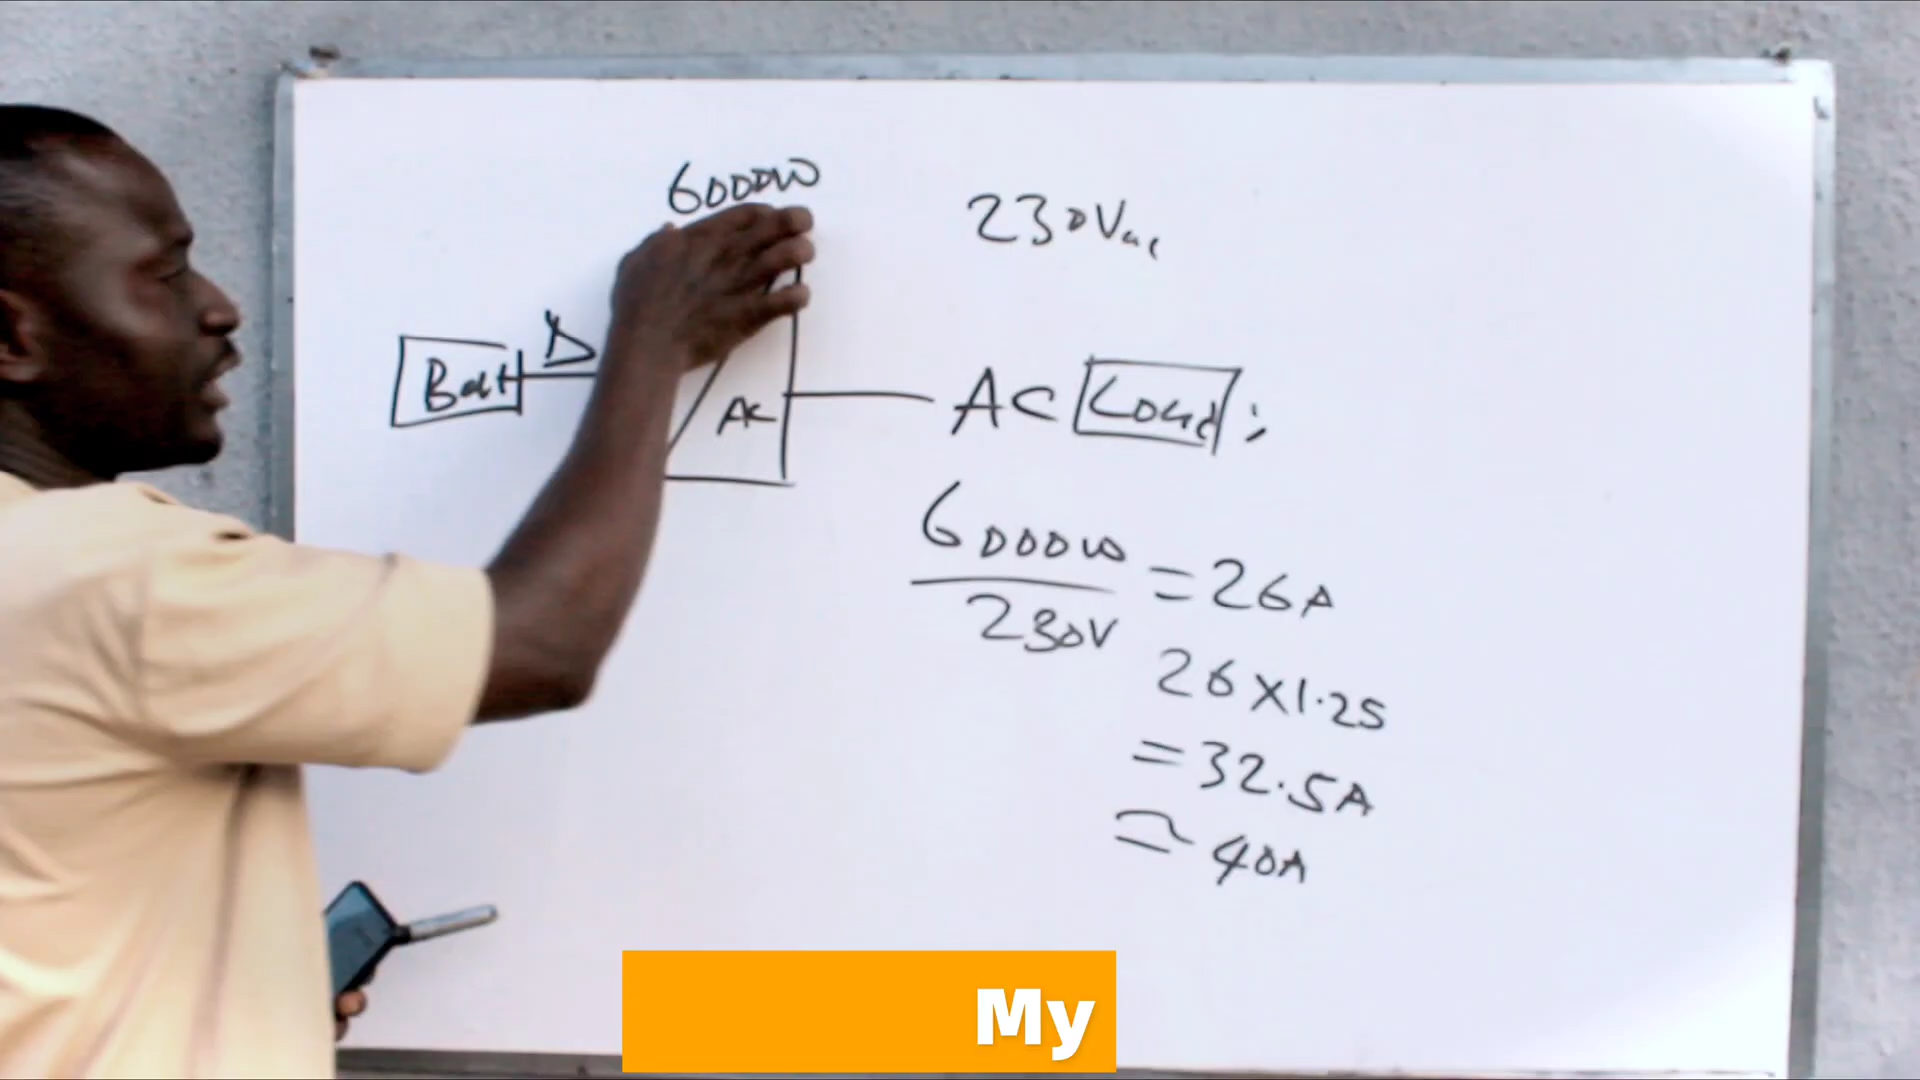 6000W
230Vac
Batt
AC
AC Load:
6000W
230V
= 26A
26 X 1.25
= 32.5A
≃ 40A
My